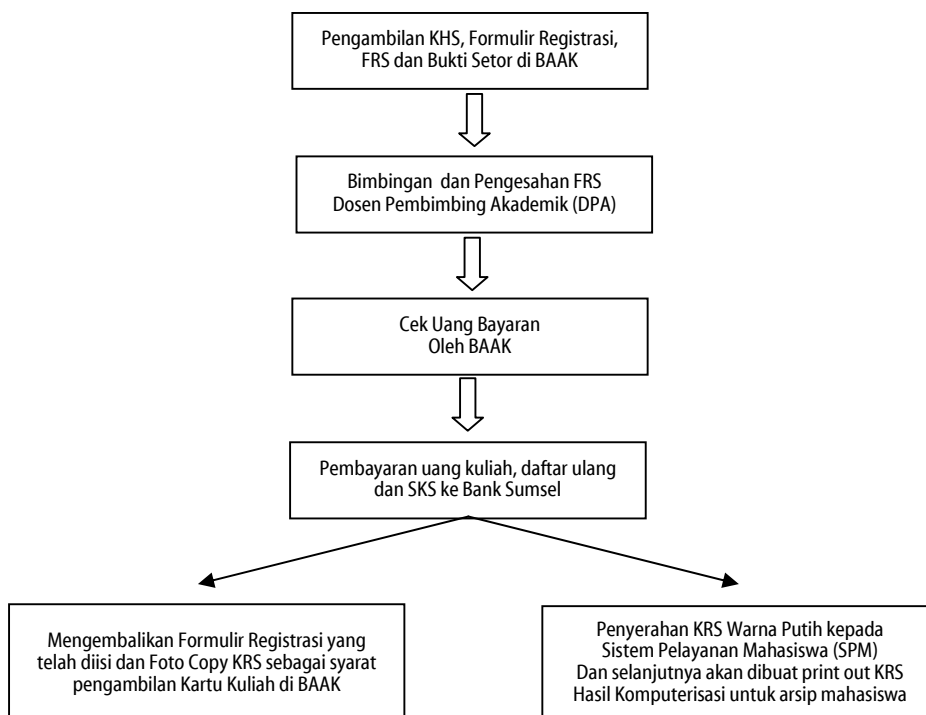 Pengambilan KHS, Formulir Registrasi,
FRS dan Bukti Setor di BAAK
Bimbingan dan Pengesahan FRS
Dosen Pembimbing Akademik (DPA)
Cek Uang Bayaran
Oleh BAAK
Pembayaran uang kuliah, daftar ulang
dan SKS ke Bank Sumsel
Mengembalikan Formulir Registrasi yang
telah diisi dan Foto Copy KRS sebagai syarat
pengambilan Kartu Kuliah di BAAK
Penyerahan KRS Warna Putih kepada
Sistem Pelayanan Mahasiswa (SPM)
Dan selanjutnya akan dibuat print out KRS
Hasil Komputerisasi untuk arsip mahasiswa